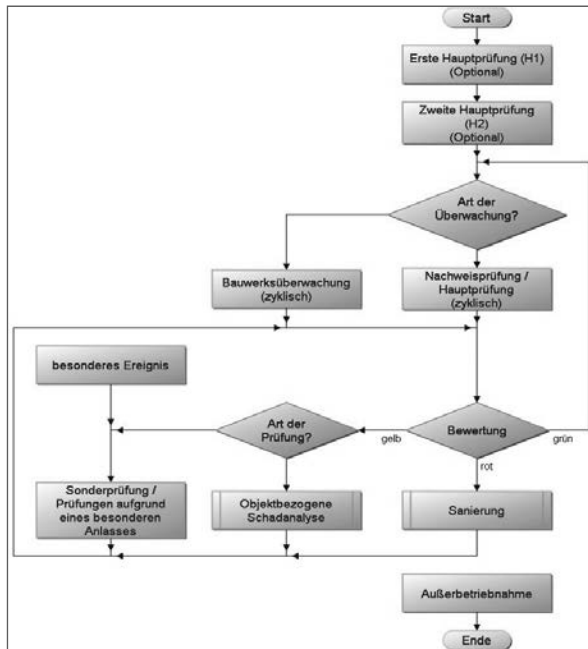 Start
Erste Hauptprüfung (H1)
(Optional)
Zweite Hauptprüfung
(H2)
(Optional)
Art der
Überwachung?
Bauwerksüberwachung
(zyklisch)
Nachweisprüfung /
Hauptprüfung
(zyklisch)
besonderes Ereignis
Art der
Prüfung?
gelb
Bewertung
grün
rot
Sonderprüfung /
Prüfungen aufgrund
eines besonderen
Anlasses
Objektbezogene
Schadanalyse
Sanierung
Außerbetriebnahme
Ende